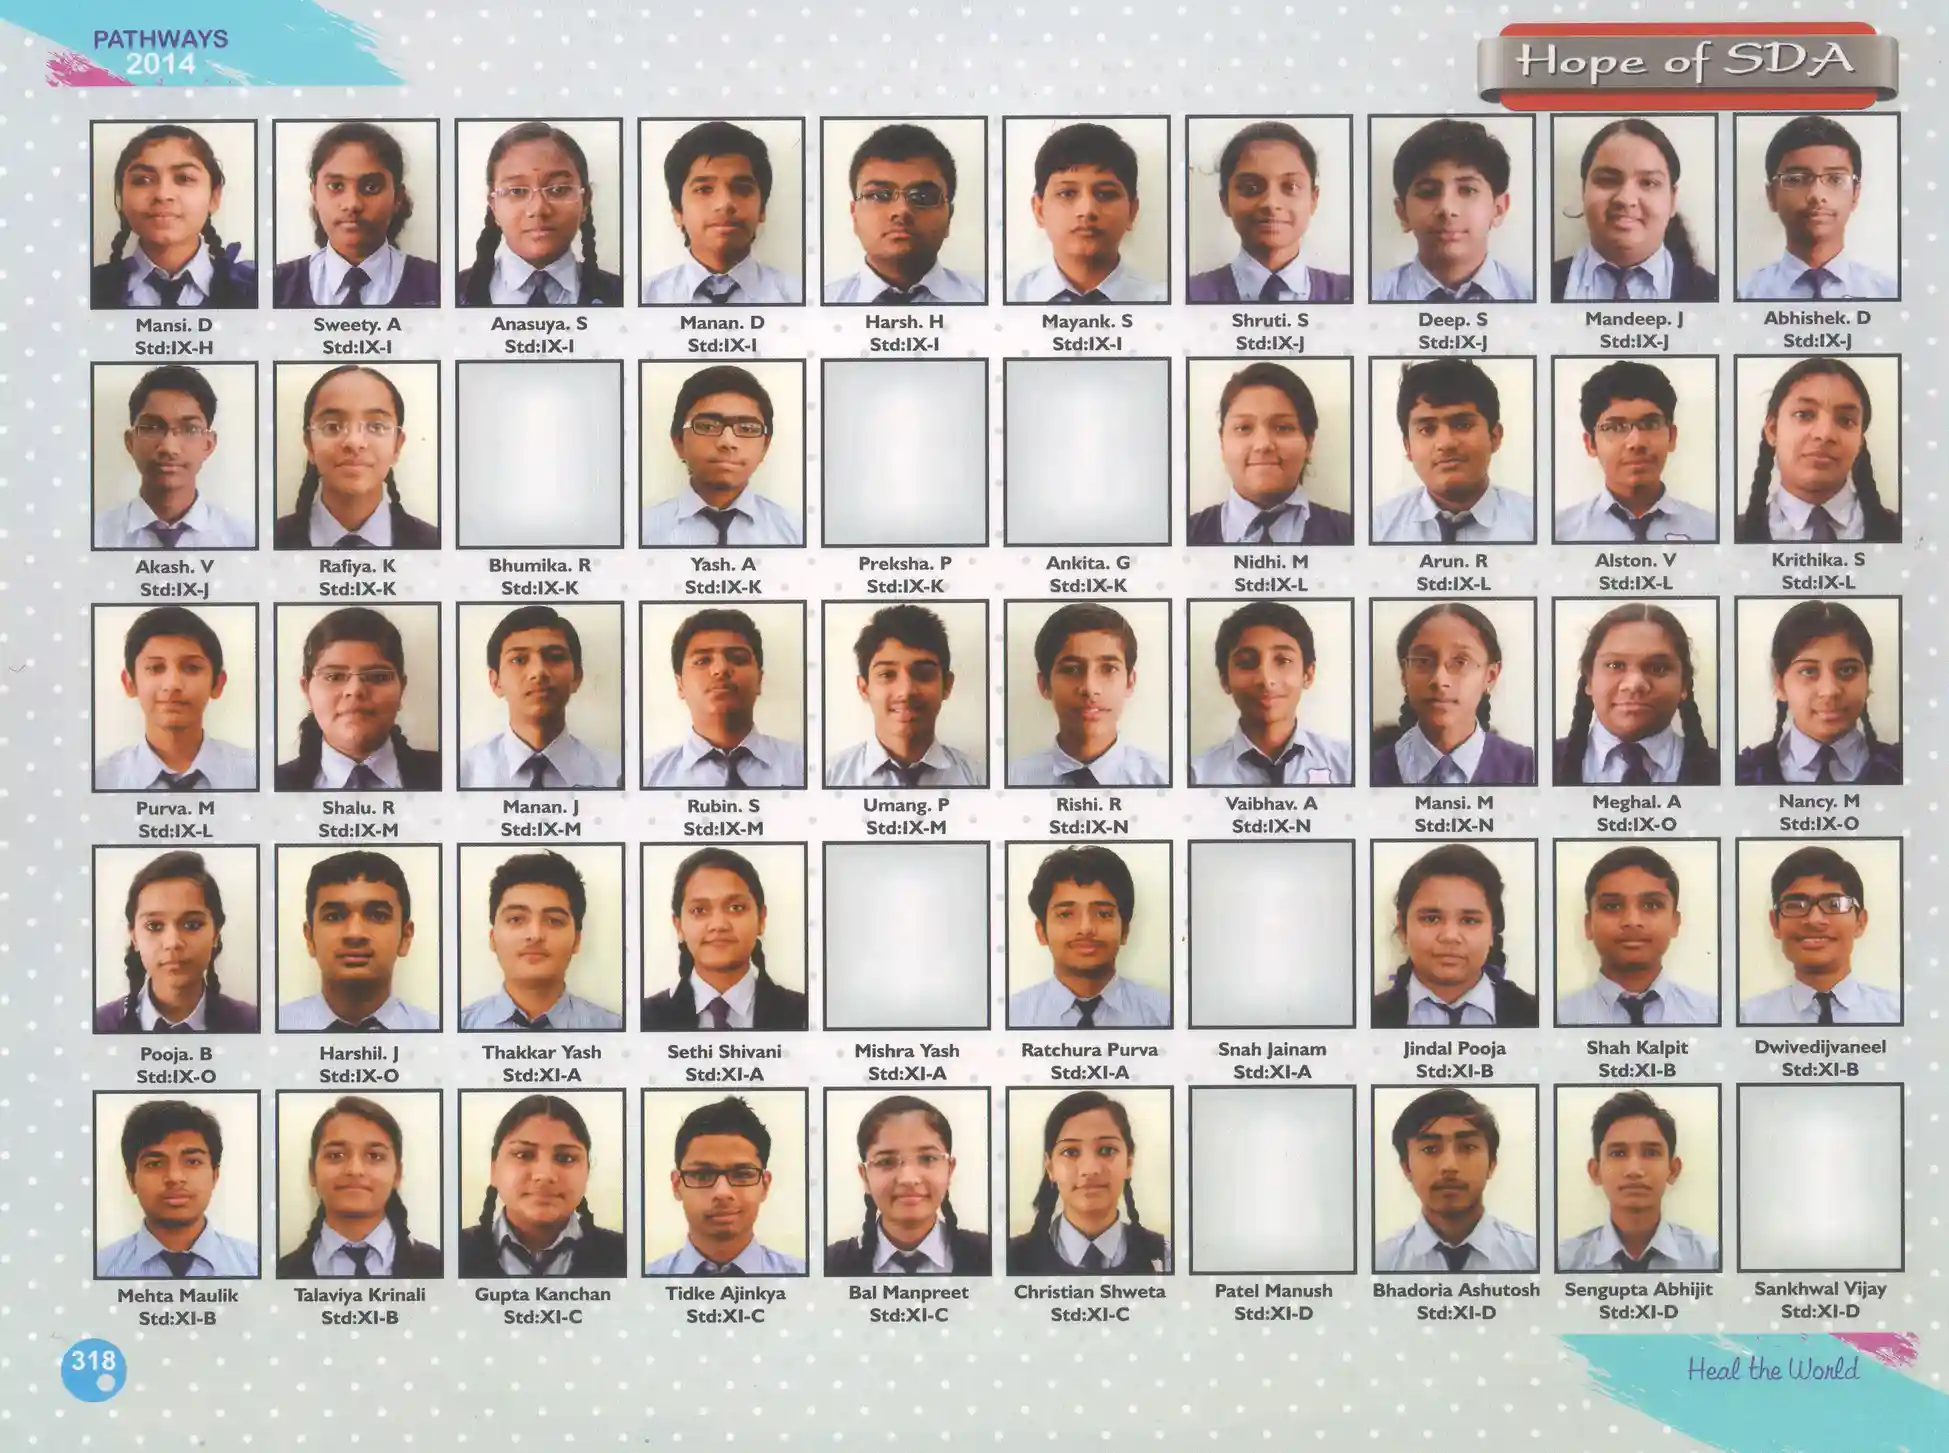 PATHWAYS
2014
Hope of SDA
Mansi. D
Std:IX-H
Sweety. A
Std:IX-I
Anasuya. S
Std:IX-I
Manan. D
Std:IX-I
Harsh. H
Std:IX-I
Mayank. S
Std:IX-I
Shruti. S
Std:IX-J
Deep. S
Std:IX-J
Mandeep. J
Std:IX-J
Abhishek. D
Std:IX-J
Akash. V
Std:IX-J
Rafiya. K
Std:IX-K
Bhumika. R
Std:IX-K
Yash. A
Std:IX-K
Preksha. P
Std:IX-K
Ankita. G
Std:IX-K
Nidhi. M
Std:IX-L
Arun. R
Std:IX-L
Alston. V
Std:IX-L
Krithika. S
Std:IX-L
Purva. M
Std:IX-L
Shalu. R
Std:IX-M
Manan. J
Std:IX-M
Rubin. S
Std:IX-M
Umang. P
Std:IX-M
Rishi. R
Std:IX-N
Vaibhav. A
Std:IX-N
Mansi. M
Std:IX-N
Meghal. A
Std:IX-O
Nancy. M
Std:IX-O
Pooja. B
Std:IX-O
Harshil. J
Std:IX-O
Thakkar Yash
Std:XI-A
Sethi Shivani
Std:XI-A
Mishra Yash
Std:XI-A
Ratchura Purva
Std:XI-A
Snah Jainam
Std:XI-A
Jindal Pooja
Std:XI-B
Shah Kalpit
Std:XI-B
Dwivedijvaneel
Std:XI-B
Mehta Maulik
Std:XI-B
Talaviya Krinali
Std:XI-B
Gupta Kanchan
Std:XI-C
Tidke Ajinkya
Std:XI-C
Bal Manpreet
Std:XI-C
Christian Shweta
Std:XI-C
Patel Manush
Std:XI-D
Bhadoria Ashutosh
Std:XI-D
Sengupta Abhijit
Std:XI-D
Sankhwal Vijay
Std:XI-D
318
Heal the World